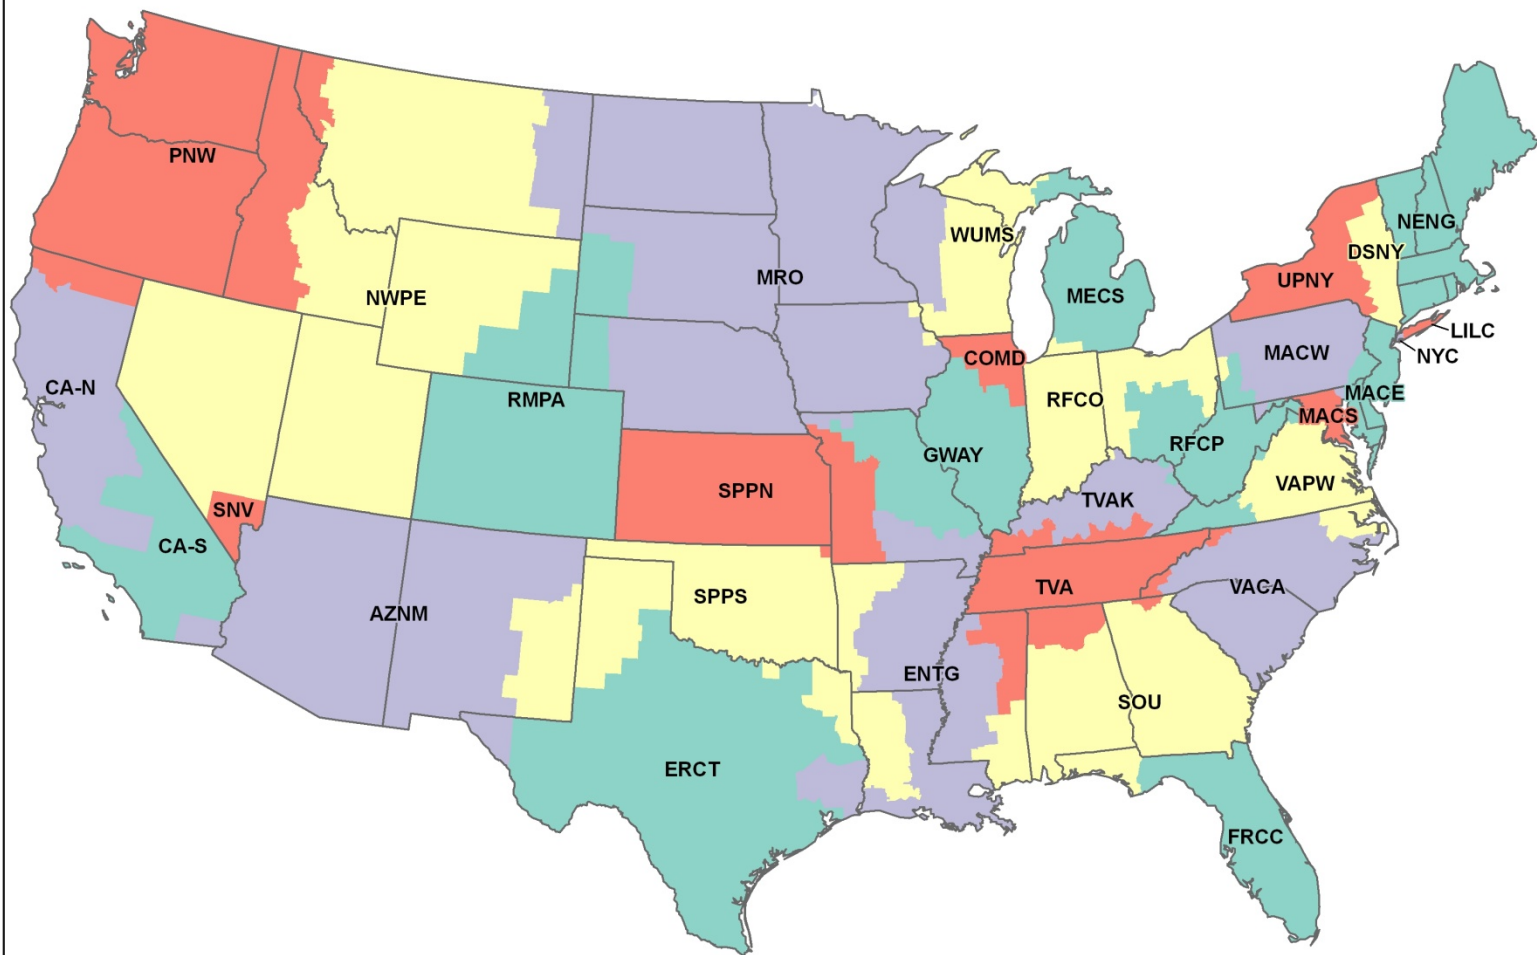 PNW
NENG
WUMS
DSNY
MRO
UPNY
NWPE
MECS
LILC
MACW
NYC
COMD
CA-N
MACE
RMPA
RFCO
MACS
RFCP
GWAY
VAPW
SPPN
TVAK
SNV
CA-S
TVA
VACA
SPPS
AZNM
ENTG
SOU
ERCT
FRCC